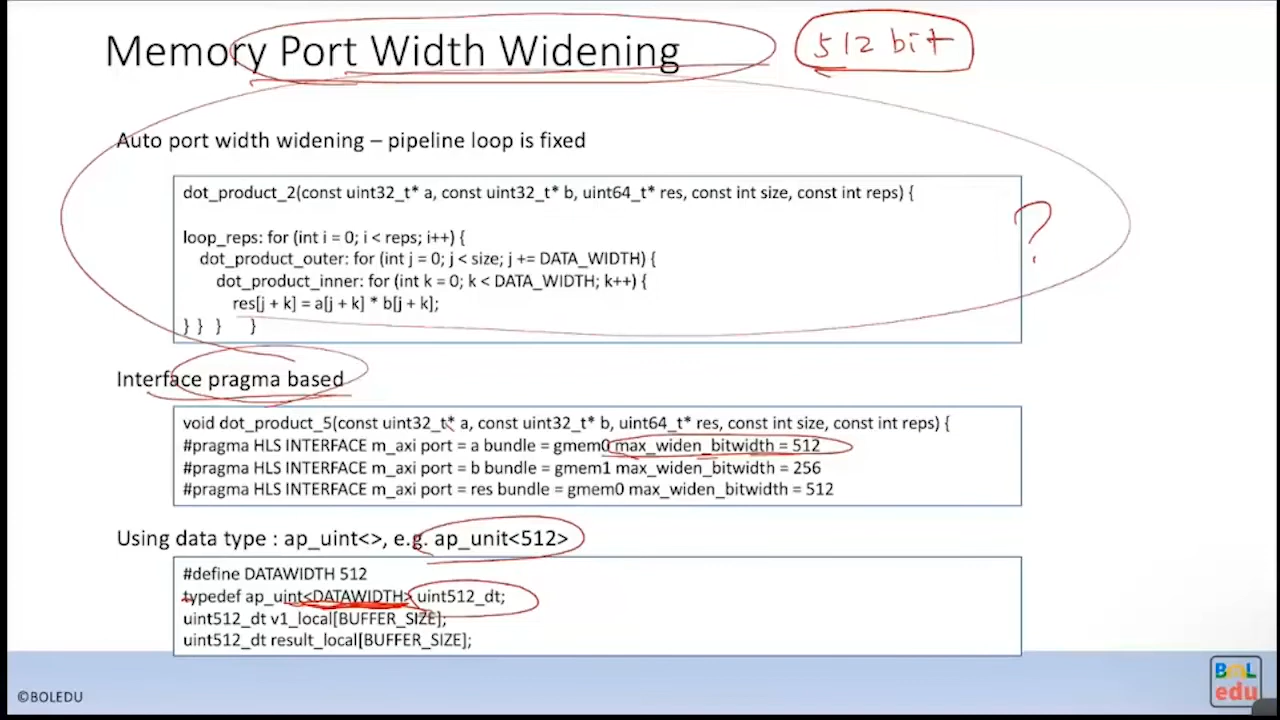 Memory Port Width Widening
512 bit
Auto port width widening – pipeline loop is fixed
dot_product_2(const uint32_t* a, const uint32_t* b, uint64_t* res, const int size, const int reps) {
loop_reps: for (int i = 0; i < reps; i++) {
dot_product_outer: for (int j = 0; j < size; j += DATA_WIDTH) {
dot_product_inner: for (int k = 0; k < DATA_WIDTH; k++) {
res[j + k] = a[j + k] * b[j + k];
} } } }
?
Interface pragma based
void dot_product_5(const uint32_t* a, const uint32_t* b, uint64_t* res, const int size, const int reps) {
#pragma HLS INTERFACE m_axi port = a bundle = gmem0 max_widen_bitwidth = 512
#pragma HLS INTERFACE m_axi port = b bundle = gmem1 max_widen_bitwidth = 256
#pragma HLS INTERFACE m_axi port = res bundle = gmem0 max_widen_bitwidth = 512
Using data type : ap_uint<>, e.g. ap_unit<512>
#define DATAWIDTH 512
typedef ap_uint<DATAWIDTH> uint512_dt;
uint512_dt v1_local[BUFFER_SIZE];
uint512_dt result_local[BUFFER_SIZE];
©BOLEDU
BOL
edu